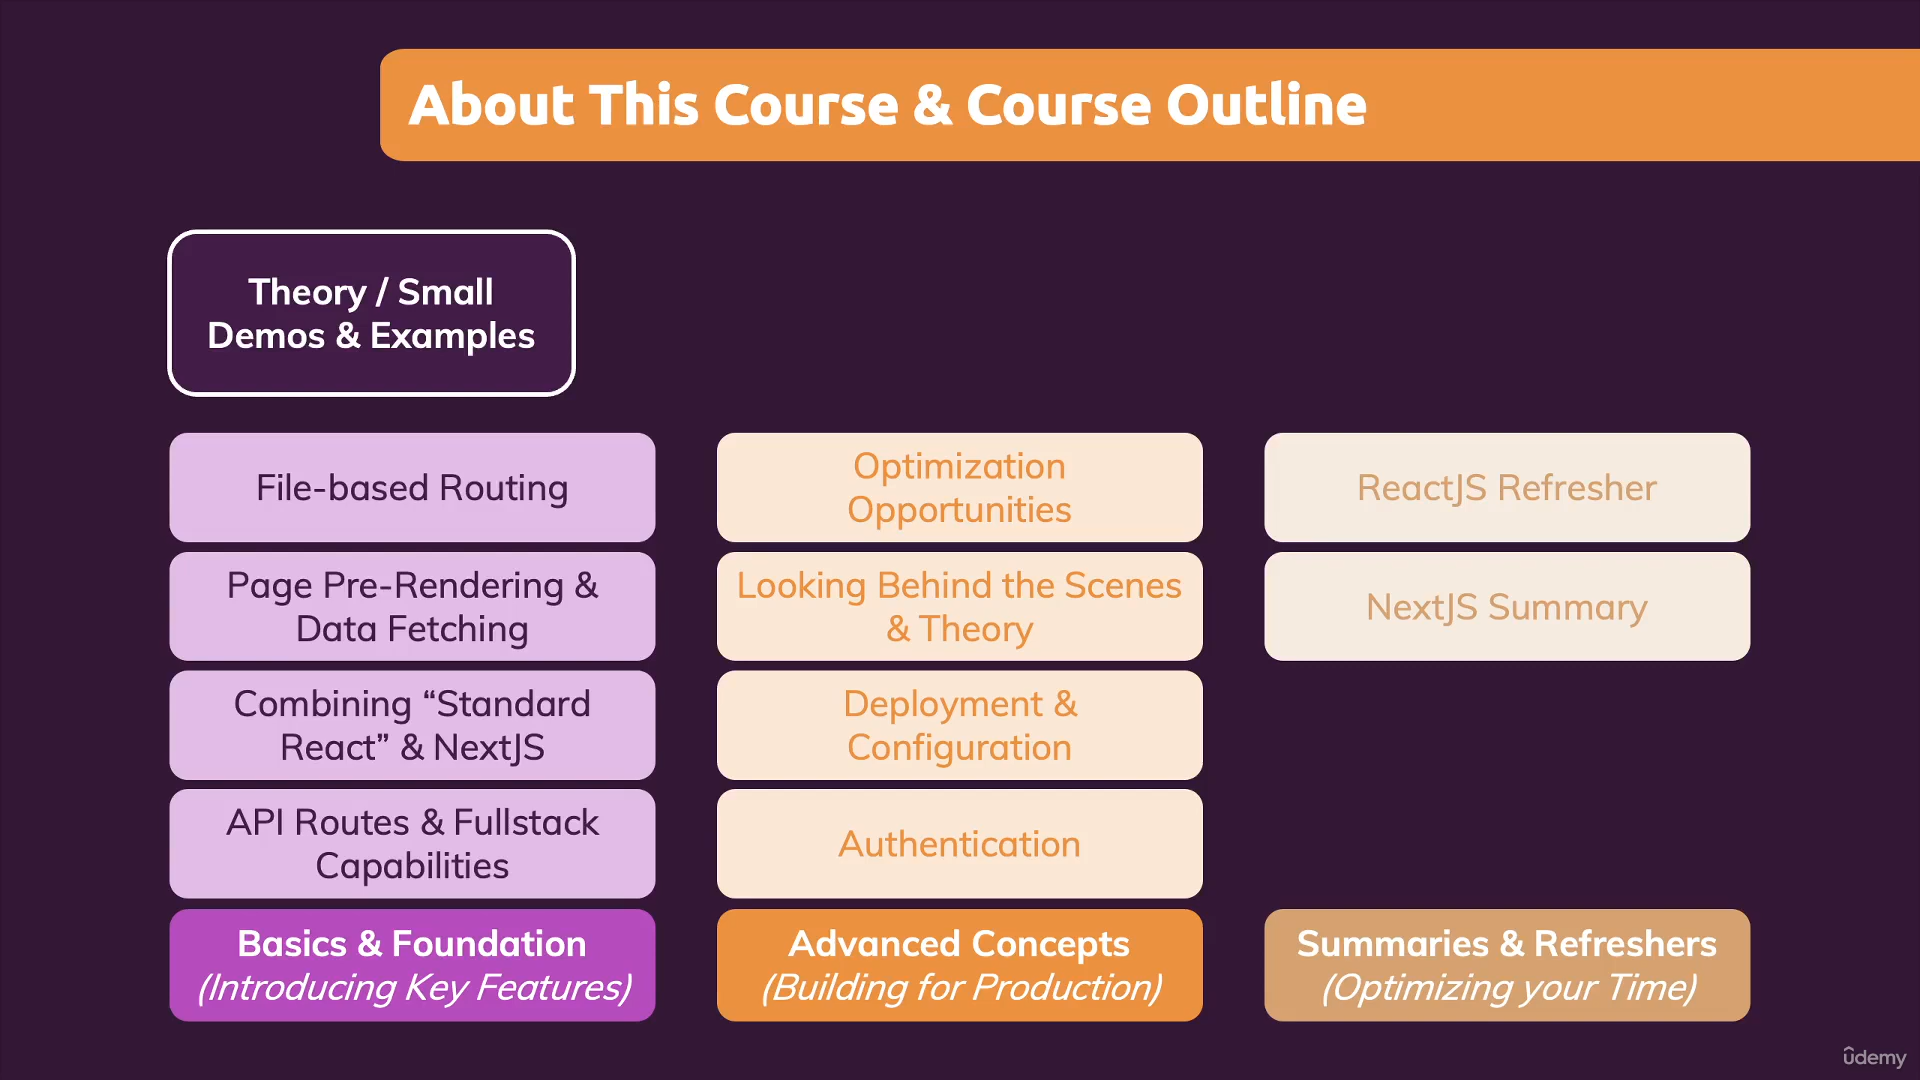 About This Course & Course Outline
Theory / Small
Demos & Examples
File-based Routing
Page Pre-Rendering &
Data Fetching
Combining “Standard
React” & NextJS
API Routes & Fullstack
Capabilities
Basics & Foundation
(Introducing Key Features)
Optimization
Opportunities
Looking Behind the Scenes
& Theory
Deployment &
Configuration
Authentication
Advanced Concepts
(Building for Production)
ReactJS Refresher
NextJS Summary
Summaries & Refreshers
(Optimizing your Time)
udemy